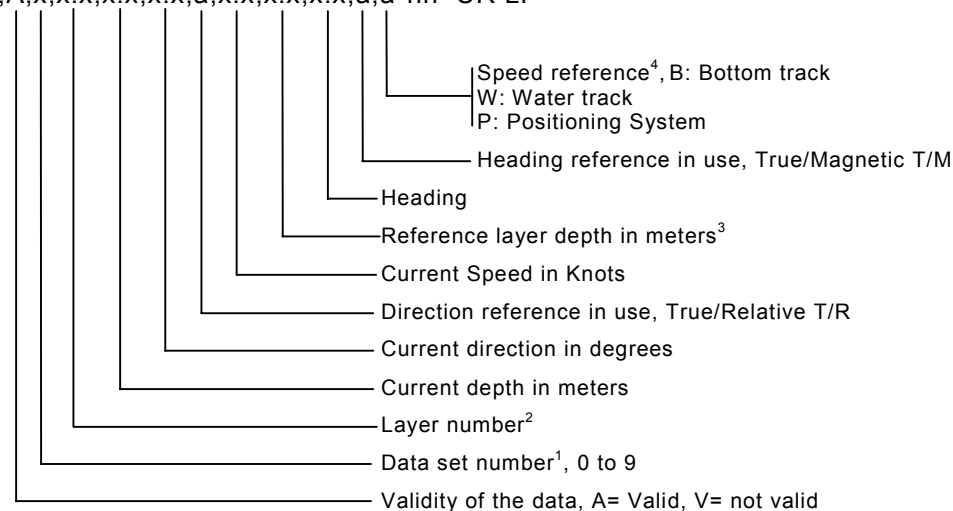 Speed reference⁴, B: Bottom track
W: Water track
P: Positioning System
Heading reference in use, True/Magnetic T/M
Heading
Reference layer depth in meters³
Current Speed in Knots
Direction reference in use, True/Relative T/R
Current direction in degrees
Current depth in meters
Layer number²
Data set number¹, 0 to 9
Validity of the data, A= Valid, V= not valid